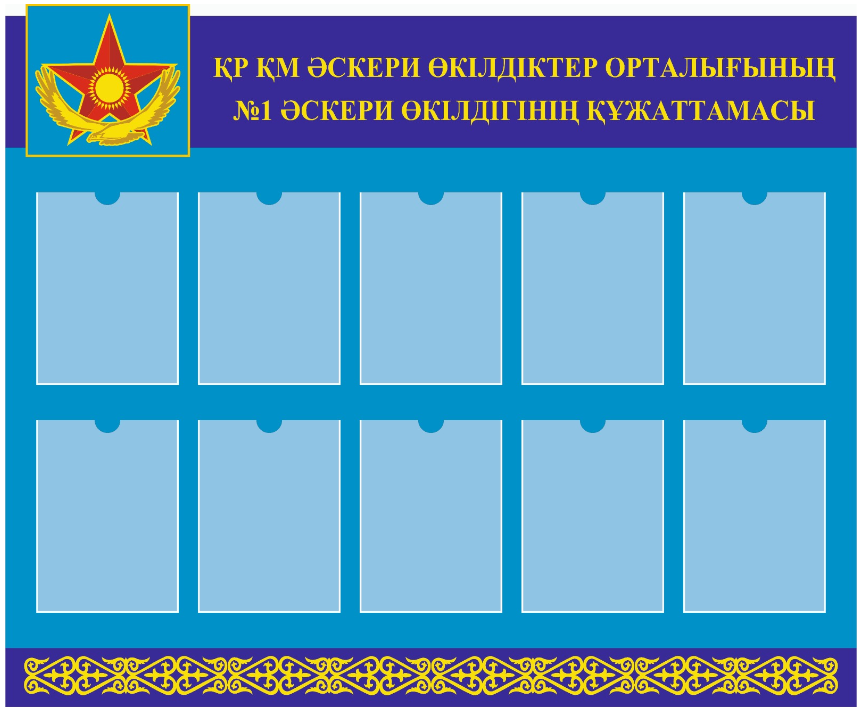 ҚР ҚМ ӘСКЕРИ ӨКІЛДІКТЕР ОРТАЛЫҒЫНЫҢ
№1 ӘСКЕРИ ӨКІЛДІГІНІҢ ҚҰЖАТТАМАСЫ